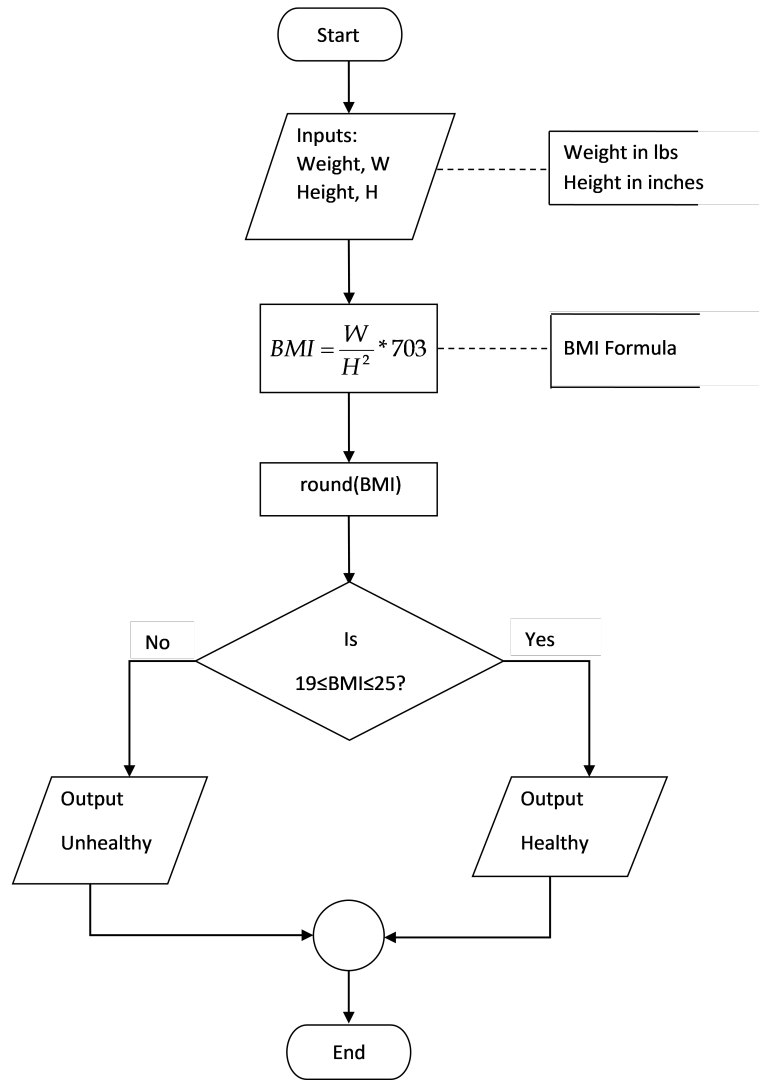 Start
Inputs:
Weight, W
Height, H
Weight in lbs
Height in inches
BMI = W/H² * 703
BMI Formula
round(BMI)
Is
19≤BMI≤25?
No
Yes
Output
Unhealthy
Output
Healthy
End